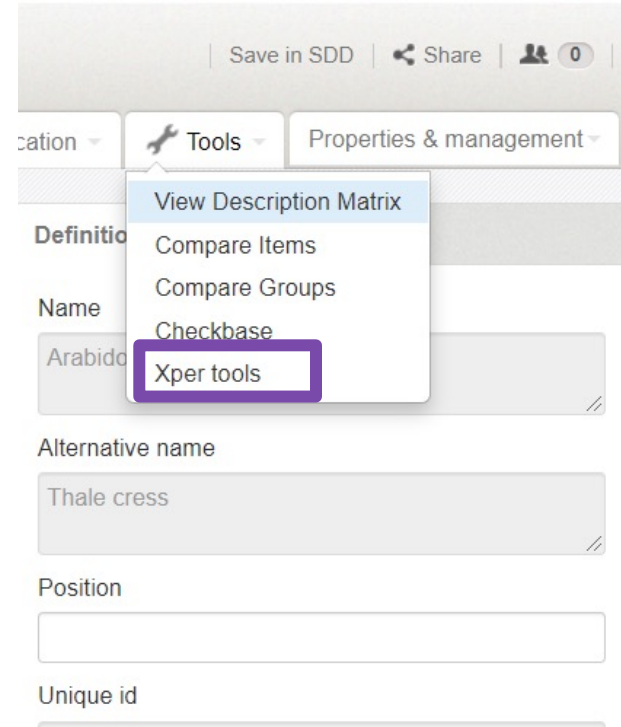 Save in SDD
Share
0
cation
Tools
Properties & management
View Description Matrix
Definitio
Compare Items
Compare Groups
Name
Checkbase
Arabido
Xper tools
Alternative name
Thale cress
Position
Unique id